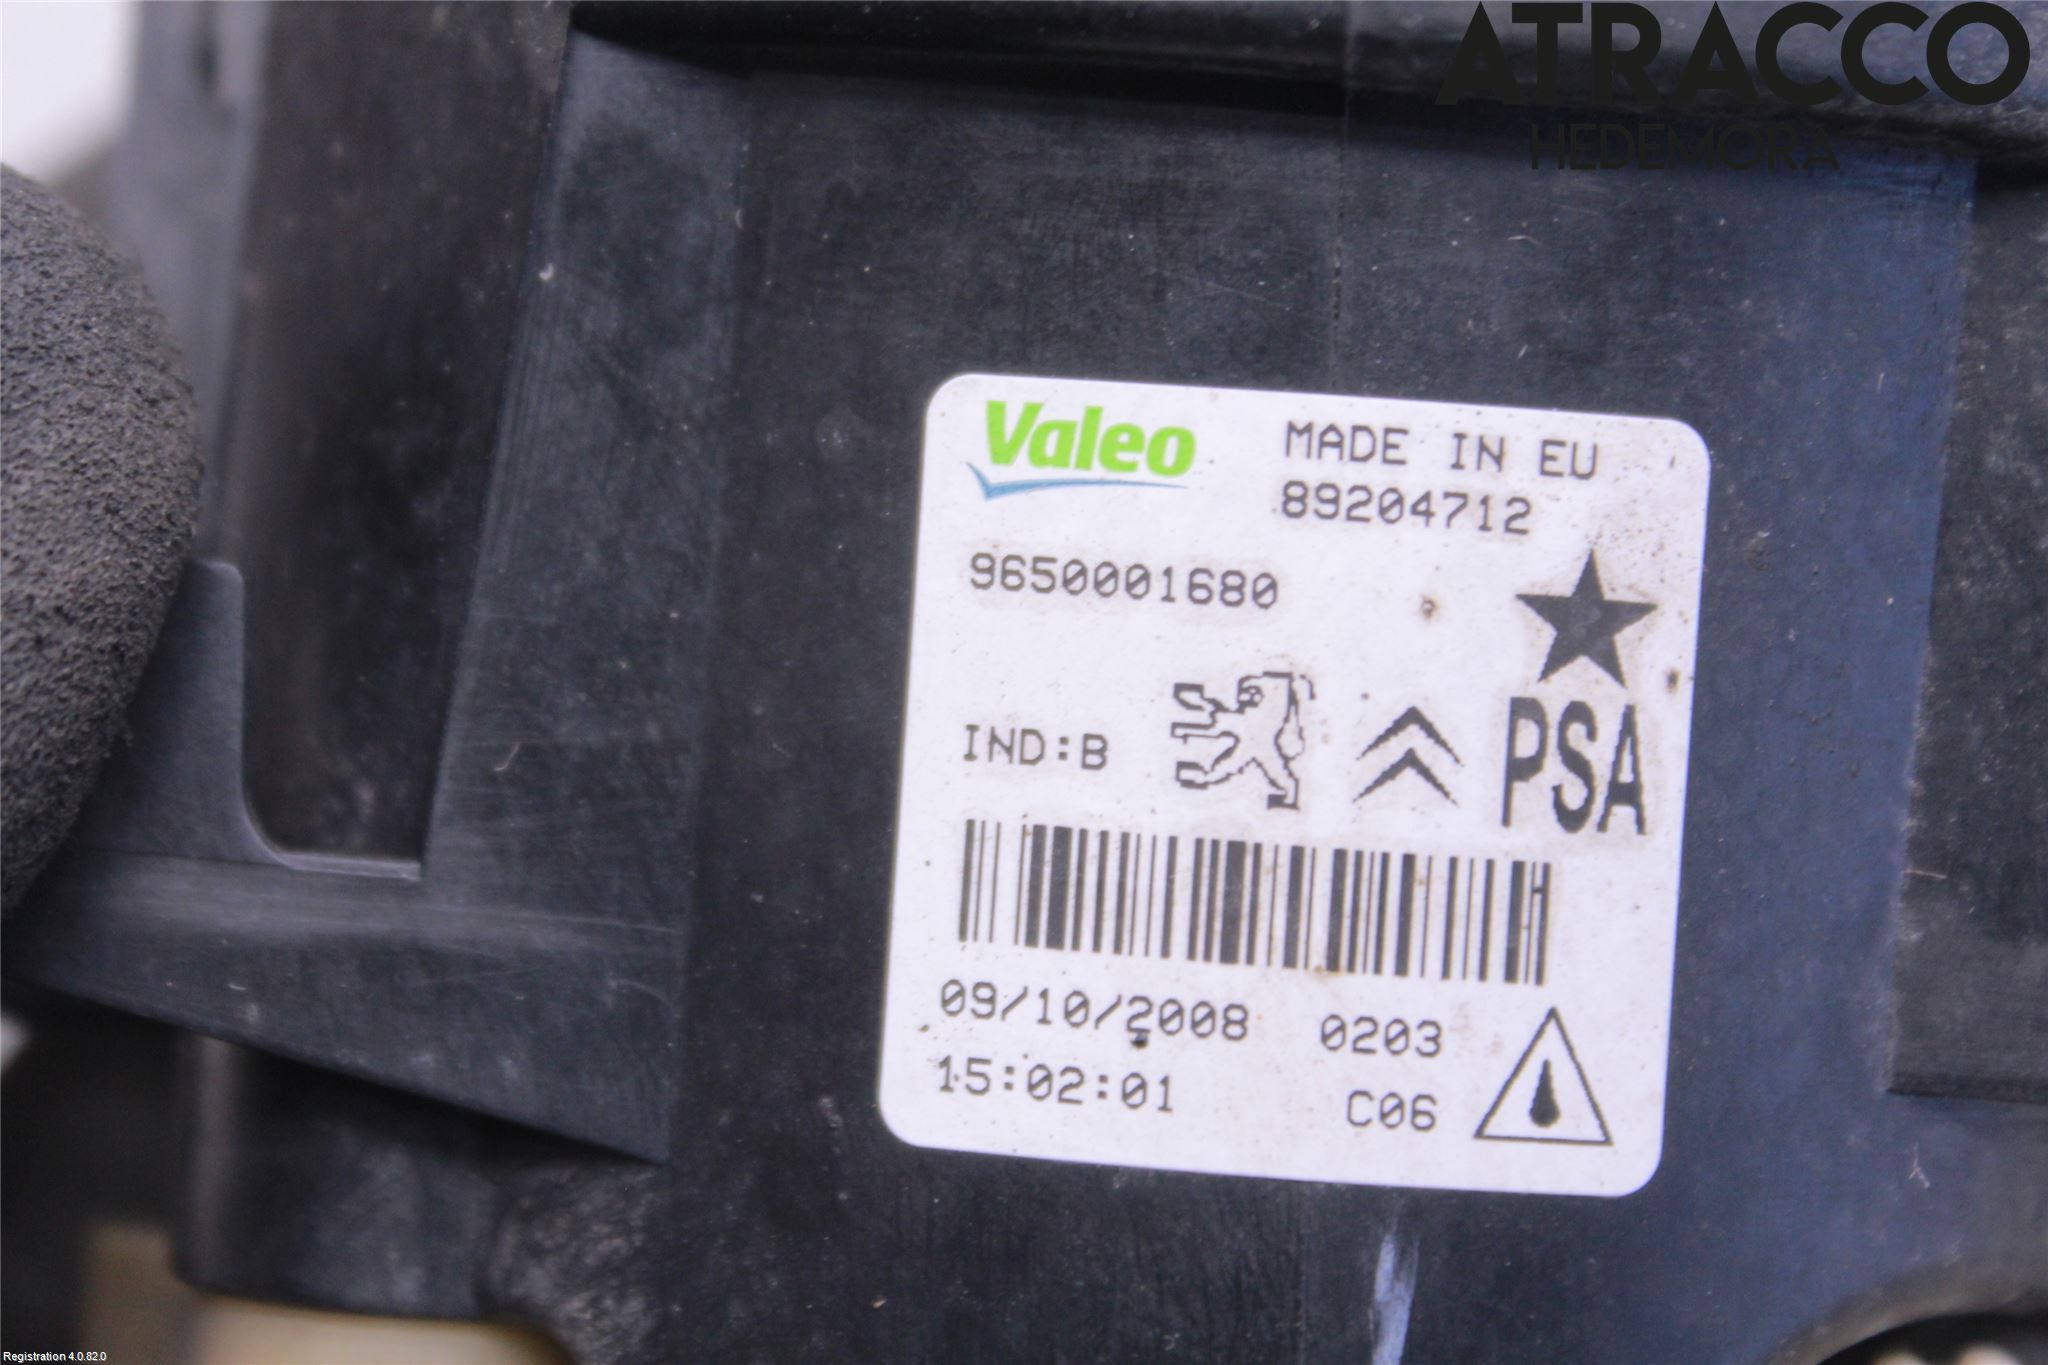 ATRACCO
HEDEMORA
Valeo
MADE IN EU
89204712
9650001680
IND:B
PSA
09/10/2008 0203
15:02:01 C06
Registration 4.0.82.0